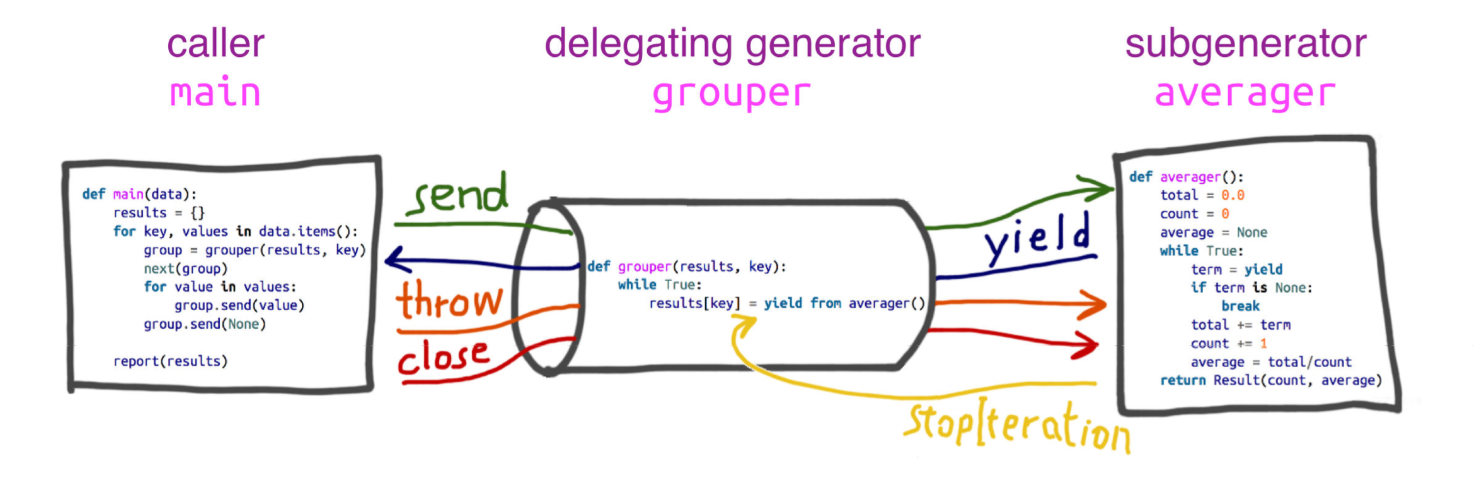 caller
main
delegating generator
grouper
subgenerator
averager
def main(data):
    results = {}
    for key, values in data.items():
        group = grouper(results, key)
        next(group)
        for value in values:
            group.send(value)
        group.send(None)

    report(results)
send
throw
close
def grouper(results, key):
    while True:
        results[key] = yield from averager()
yield
StopIteration
def averager():
    total = 0.0
    count = 0
    average = None
    while True:
        term = yield
        if term is None:
            break
        total += term
        count += 1
        average = total/count
    return Result(count, average)